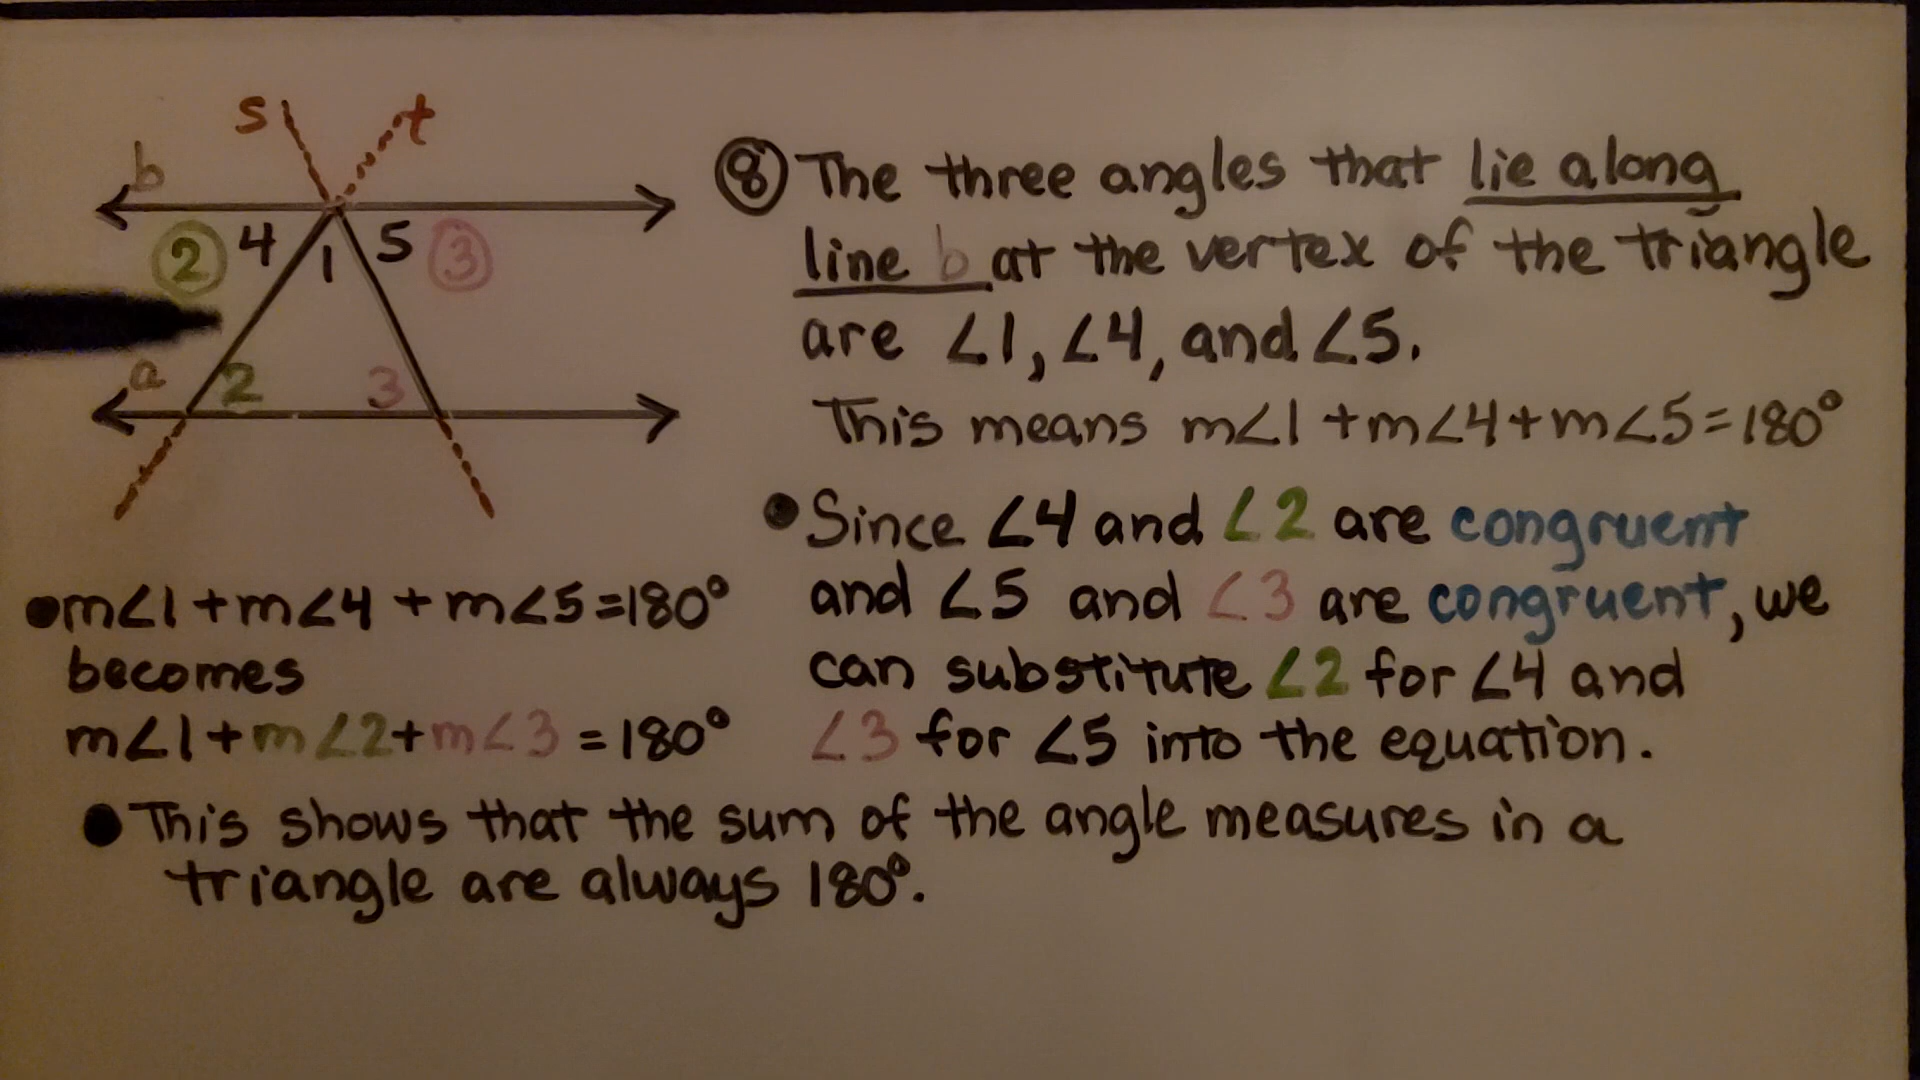 s t
b
2 4 1 5 3
a 2 3
8 The three angles that lie along
line b at the vertex of the triangle
are ∠1, ∠4, and ∠5.
This means m∠1 + m∠4 + m∠5 = 180°
• Since ∠4 and ∠2 are congruent
and ∠5 and ∠3 are congruent, we
can substitute ∠2 for ∠4 and
∠3 for ∠5 into the equation.
• m∠1 + m∠4 + m∠5 = 180°
becomes
m∠1 + m∠2 + m∠3 = 180°
• This shows that the sum of the angle measures in a
triangle are always 180°.